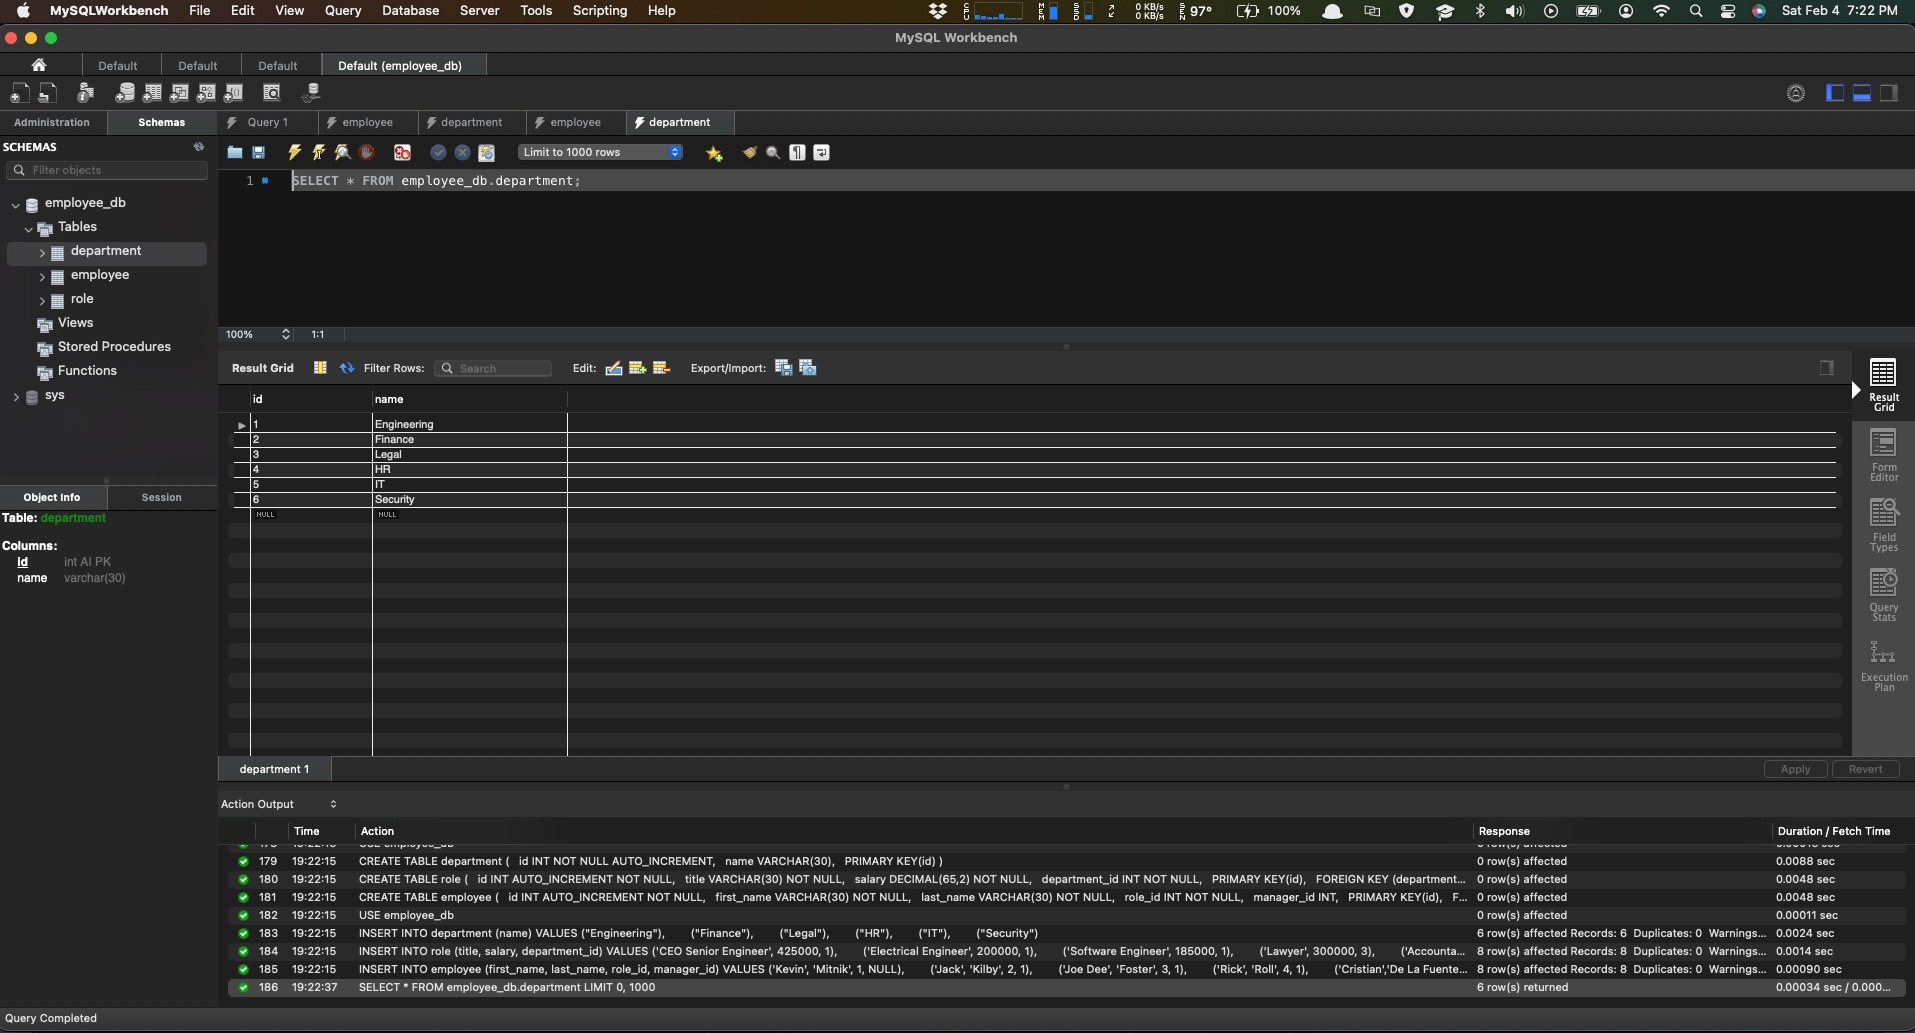 MySQLWorkbench File Edit View Query Database Server Tools Scripting Help CPU MEM SSD 0 KB/s 0 KB/s SEN 97° 100% Sat Feb 4 7:22 PM
MySQL Workbench
Default Default Default Default (employee_db)
Administration Schemas Query 1 employee department employee department
SCHEMAS
Limit to 1000 rows
Filter objects
1 SELECT * FROM employee_db.department;
employee_db
Tables
department
employee
role
Views
Stored Procedures
Functions
sys
100% 1:1
Result Grid Filter Rows: Search Edit: Export/Import:
id name
1 Engineering
2 Finance
3 Legal
4 HR
5 IT
6 Security
NULL NULL
Result
Grid
Form
Editor
Field
Types
Query
Stats
Execution
Plan
Object Info Session
Table: department
Columns:
id int AI PK
name varchar(30)
department 1 Apply Revert
Action Output
Time Action Response Duration / Fetch Time
179 19:22:15 CREATE TABLE department ( id INT NOT NULL AUTO_INCREMENT, name VARCHAR(30), PRIMARY KEY(id) ) 0 row(s) affected 0.0088 sec
180 19:22:15 CREATE TABLE role ( id INT AUTO_INCREMENT NOT NULL, title VARCHAR(30) NOT NULL, salary DECIMAL(65,2) NOT NULL, department_id INT NOT NULL, PRIMARY KEY(id), FOREIGN KEY (department... 0 row(s) affected 0.0048 sec
181 19:22:15 CREATE TABLE employee ( id INT AUTO_INCREMENT NOT NULL, first_name VARCHAR(30) NOT NULL, last_name VARCHAR(30) NOT NULL, role_id INT NOT NULL, manager_id INT, PRIMARY KEY(id), F... 0 row(s) affected 0.0048 sec
182 19:22:15 USE employee_db 0 row(s) affected 0.00011 sec
183 19:22:15 INSERT INTO department (name) VALUES ("Engineering"), ("Finance"), ("Legal"), ("HR"), ("IT"), ("Security") 6 row(s) affected Records: 6 Duplicates: 0 Warnings... 0.0024 sec
184 19:22:15 INSERT INTO role (title, salary, department_id) VALUES ('CEO Senior Engineer', 425000, 1), ('Electrical Engineer', 200000, 1), ('Software Engineer', 185000, 1), ('Lawyer', 300000, 3), ('Accounta... 8 row(s) affected Records: 8 Duplicates: 0 Warnings... 0.0014 sec
185 19:22:15 INSERT INTO employee (first_name, last_name, role_id, manager_id) VALUES ('Kevin', 'Mitnik', 1, NULL), ('Jack', 'Kilby', 2, 1), ('Joe Dee', 'Foster', 3, 1), ('Rick', 'Roll', 4, 1), ('Cristian','De La Fuente... 8 row(s) affected Records: 8 Duplicates: 0 Warnings... 0.00090 sec
186 19:22:37 SELECT * FROM employee_db.department LIMIT 0, 1000 6 row(s) returned 0.00034 sec / 0.000...
Query Completed